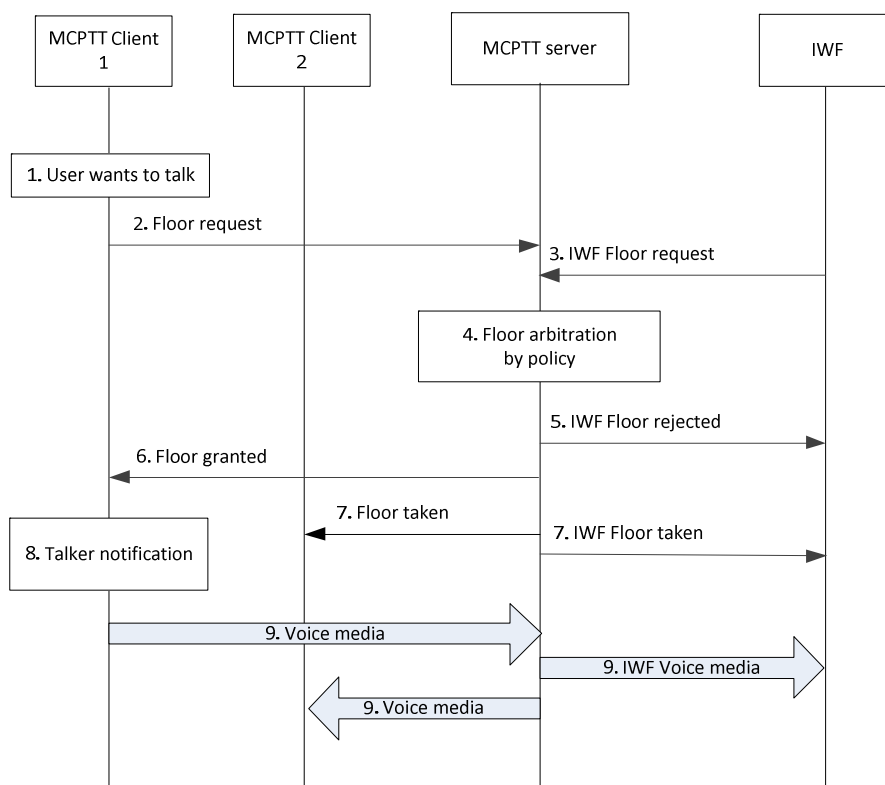 MCPTT Client
1
MCPTT Client
2
MCPTT server
IWF
1. User wants to talk
2. Floor request
3. IWF Floor request
4. Floor arbitration
by policy
5. IWF Floor rejected
6. Floor granted
7. Floor taken
7. IWF Floor taken
8. Talker notification
9. Voice media
9. IWF Voice media
9. Voice media